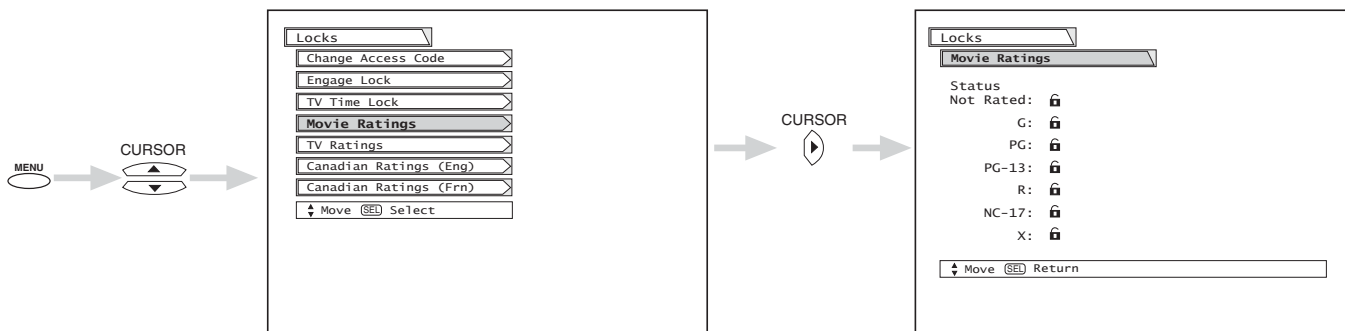 MENU
CURSOR
Locks
Change Access Code
Engage Lock
TV Time Lock
Movie Ratings
TV Ratings
Canadian Ratings (Eng)
Canadian Ratings (Frn)
Move SEL Select
CURSOR
Locks
Movie Ratings
Status
Not Rated:
G:
PG:
PG-13:
R:
NC-17:
X:
Move SEL Return